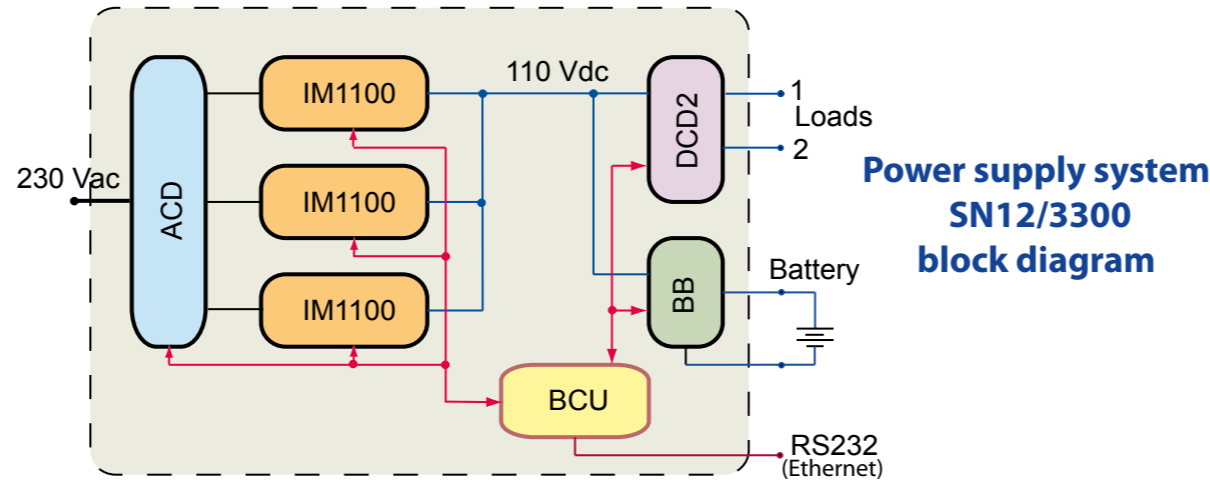 230 Vac
ACD
IM1100
IM1100
IM1100
110 Vdc
DCD2
1
Loads
2
BB
Battery
BCU
RS232
(Ethernet)
Power supply system
SN12/3300
block diagram